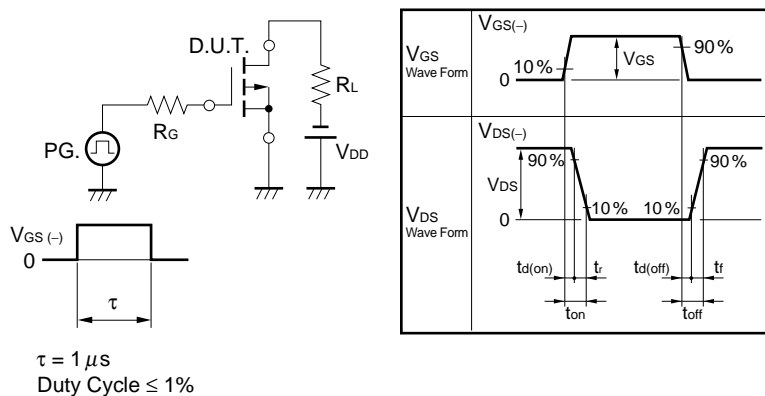 D.U.T.
RL
RG
PG.
VDD
VGS (−)
0
τ
τ = 1 μs
Duty Cycle ≤ 1%
VGS
Wave Form
VGS(−)
10 %
VGS
90 %
0
VDS
Wave Form
VDS(−)
90 %
VDS
10 %
10 %
90 %
0
td(on)
tr
td(off)
tf
ton
toff